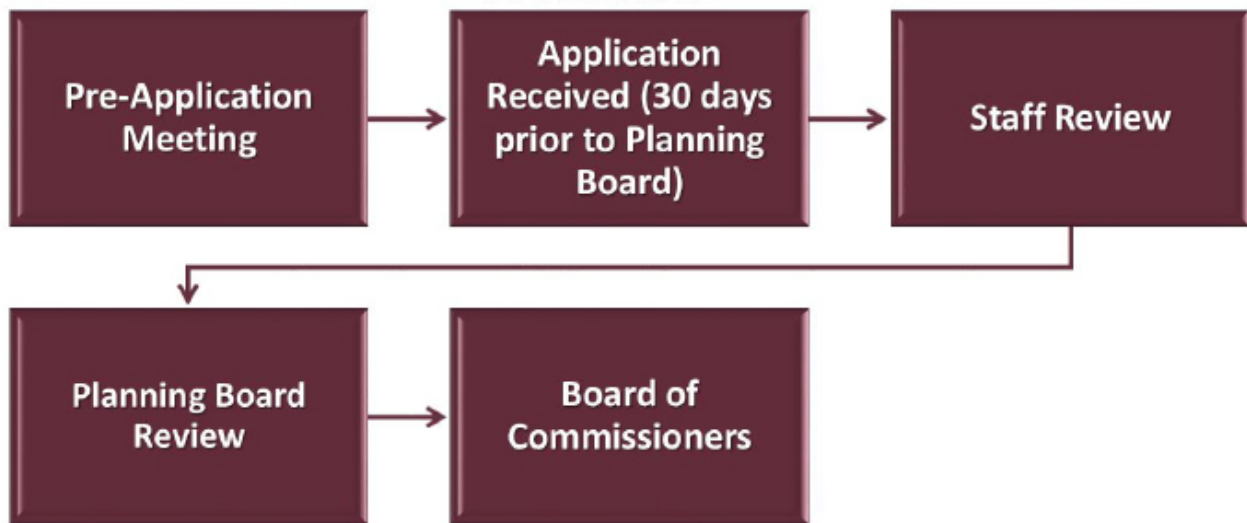 Pre-Application
Meeting
Application
Received (30 days
prior to Planning
Board)
Staff Review
Planning Board
Review
Board of
Commissioners